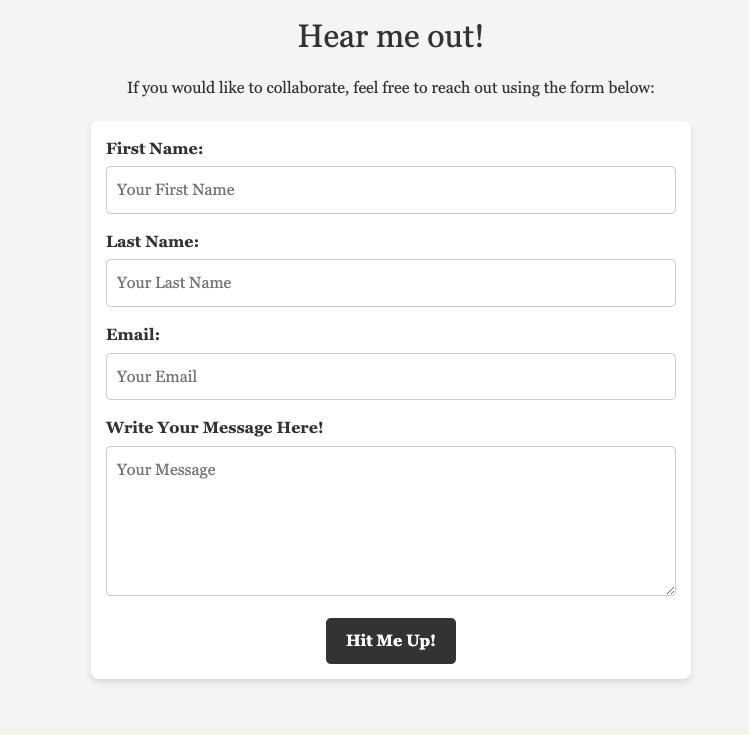 Hear me out!
If you would like to collaborate, feel free to reach out using the form below:
First Name:
Your First Name
Last Name:
Your Last Name
Email:
Your Email
Write Your Message Here!
Your Message
Hit Me Up!